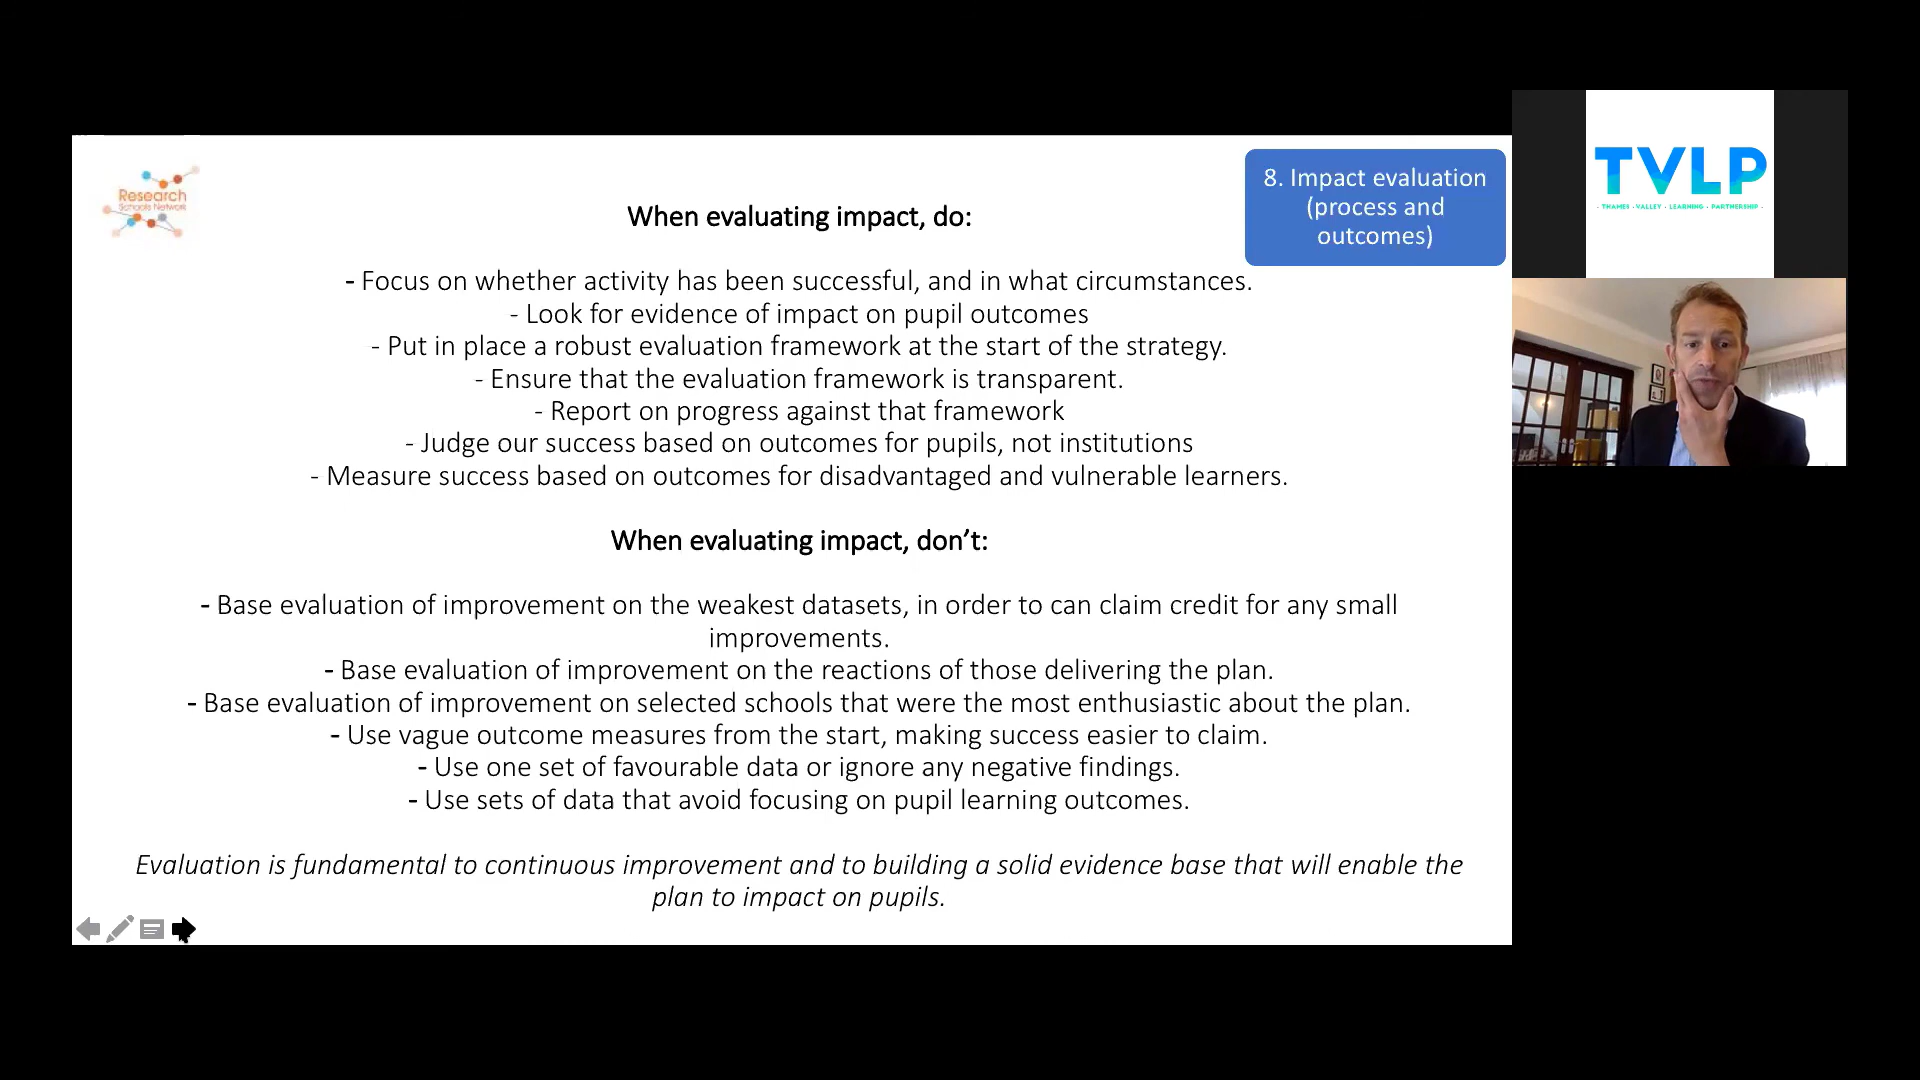 Research
Schools Network
8. Impact evaluation
(process and
outcomes)
When evaluating impact, do:
- Focus on whether activity has been successful, and in what circumstances.
- Look for evidence of impact on pupil outcomes
- Put in place a robust evaluation framework at the start of the strategy.
- Ensure that the evaluation framework is transparent.
- Report on progress against that framework
- Judge our success based on outcomes for pupils, not institutions
- Measure success based on outcomes for disadvantaged and vulnerable learners.
When evaluating impact, don’t:
- Base evaluation of improvement on the weakest datasets, in order to can claim credit for any small
improvements.
- Base evaluation of improvement on the reactions of those delivering the plan.
- Base evaluation of improvement on selected schools that were the most enthusiastic about the plan.
- Use vague outcome measures from the start, making success easier to claim.
- Use one set of favourable data or ignore any negative findings.
- Use sets of data that avoid focusing on pupil learning outcomes.
Evaluation is fundamental to continuous improvement and to building a solid evidence base that will enable the
plan to impact on pupils.
TVLP
· THAMES · VALLEY · LEARNING · PARTNERSHIP ·